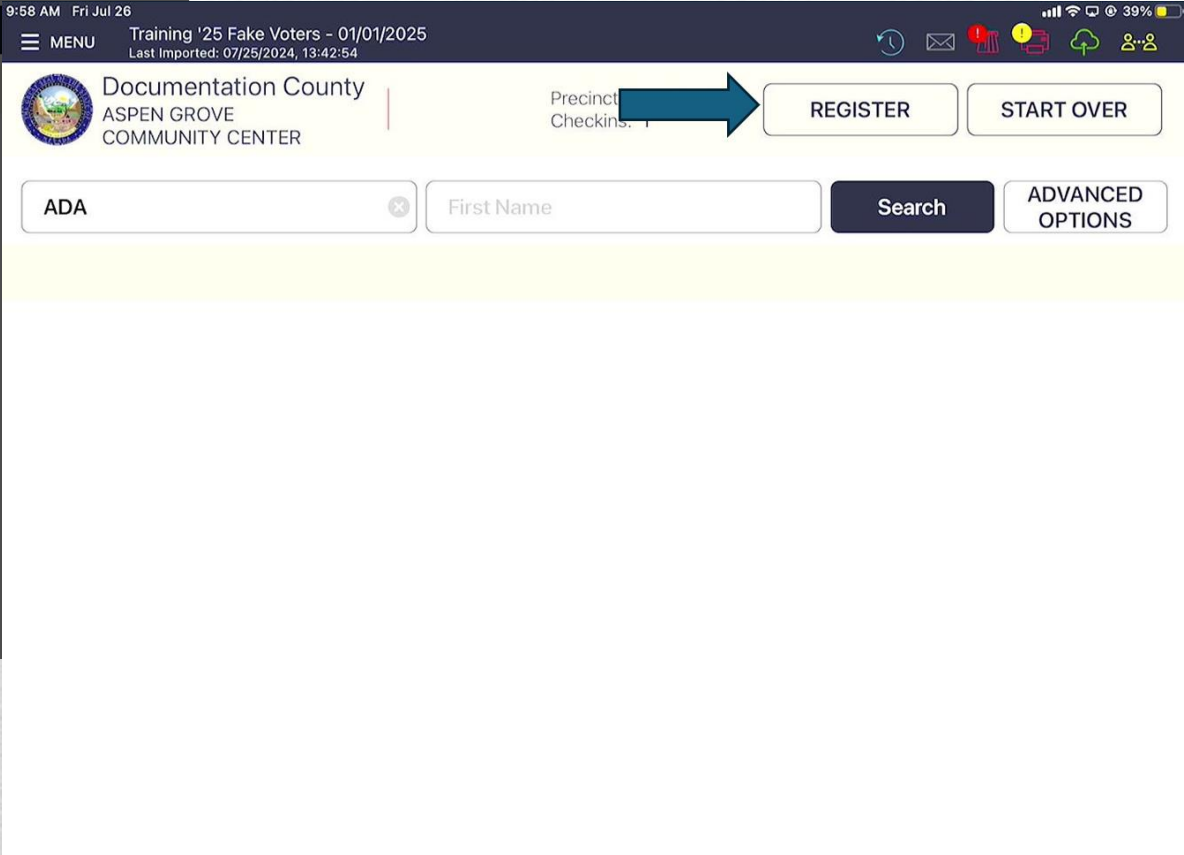 9:58 AM Fri Jul 26
39%
MENU
Training '25 Fake Voters - 01/01/2025
Last Imported: 07/25/2024, 13:42:54
Documentation County
ASPEN GROVE
COMMUNITY CENTER
Precinct
Checkins:
REGISTER
START OVER
ADA
First Name
Search
ADVANCED
OPTIONS